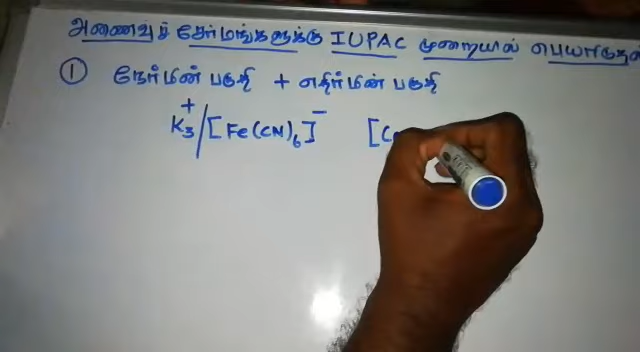 அணைவுச் சேர்மங்களுக்கு IUPAC முறையில் பெயரிடுதல்
① நேர்மின் பகுதி + எதிர்மின் பகுதி
K₃⁺/[Fe(CN)₆]⁻ [C